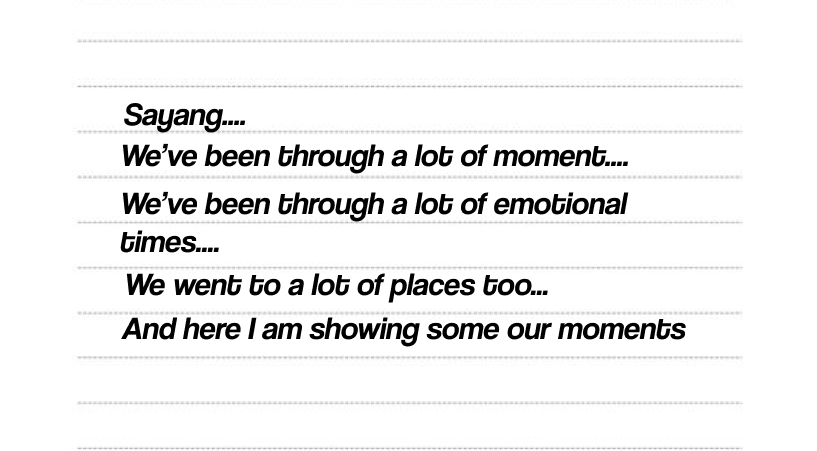 Sayang....
We've been through a lot of moment....
We've been through a lot of emotional
times....
We went to a lot of places too...
And here I am showing some our moments